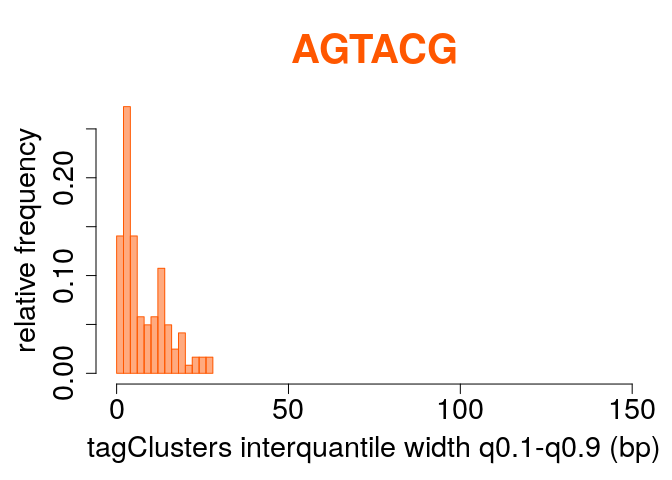 AGTACG
relative frequency
0.20
0.10
0.00
0 50 100 150
tagClusters interquantile width q0.1-q0.9 (bp)